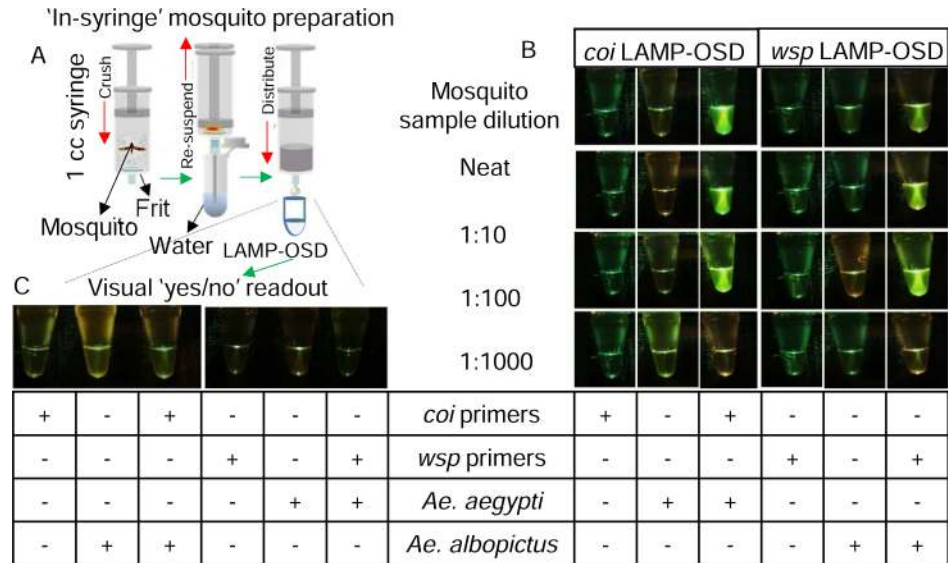 'In-syringe' mosquito preparation
A
1 cc syringe
Crush
Re-suspend
Distribute
Mosquito
Frit
Water
LAMP-OSD
B
coi LAMP-OSD
wsp LAMP-OSD
Mosquito
sample dilution
Neat
1:10
1:100
1:1000
C
Visual 'yes/no' readout
+ - + - - - coi primers + - + - - -
- - - + - + wsp primers - - - + - +
- - - - + + Ae. aegypti - + + - - -
- + + - - - Ae. albopictus - - - - + +